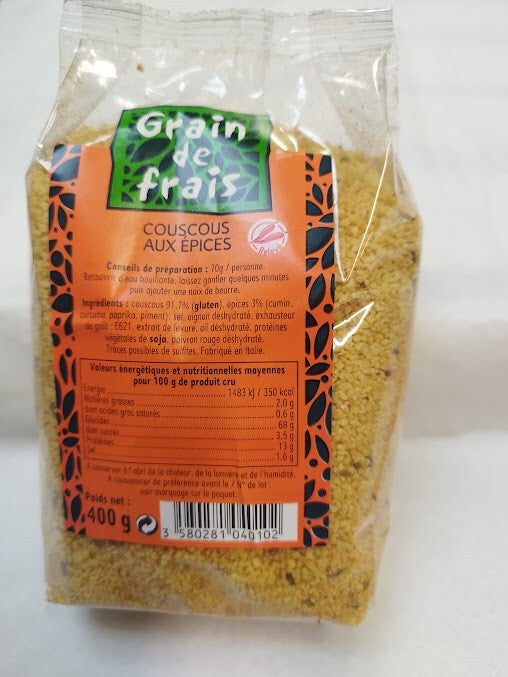 Grain
de
frais
COUSCOUS
AUX ÉPICES
Relevé
Conseils de préparation : 70g / personne.
Recouvrir d'eau bouillante, laissez gonfler quelques minutes
puis ajouter une noix de beurre.
Ingrédients : couscous 91,7% (gluten), épices 3% (cumin,
curcuma, paprika, piment), sel, oignon déshydraté, exhausteur
de goût : E621, extrait de levure, ail déshydraté, protéines
végétales de soja, poivron rouge déshydraté.
Traces possibles de sulfites. Fabriqué en Italie.
Valeurs énergétiques et nutritionnelles moyennes
pour 100 g de produit cru
Energie 1483 kJ / 350 kcal
Matières grasses 2,0 g
dont acides gras saturés 0,6 g
Glucides 68 g
dont sucres 3,5 g
Protéines 13 g
Sel 1,6 g
A conserver à l'abri de la chaleur, de la lumière et de l'humidité.
A consommer de préférence avant le / N° de lot :
voir marquage sur le paquet.
Poids net :
400 g
3 580281 040102